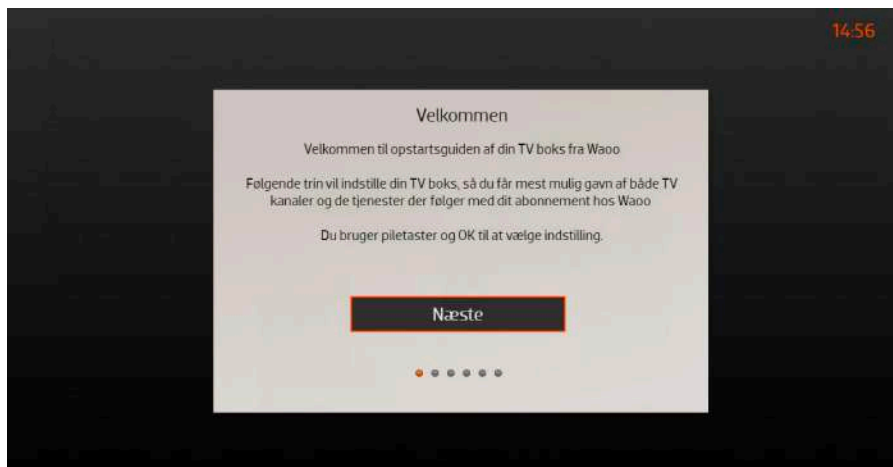 14:56
Velkommen
Velkommen til opstartsguiden af din TV boks fra Waoo
Følgende trin vil indstille din TV boks, så du får mest mulig gavn af både TV
kanaler og de tjenester der følger med dit abonnement hos Waoo
Du bruger piletaster og OK til at vælge indstilling.
Næste